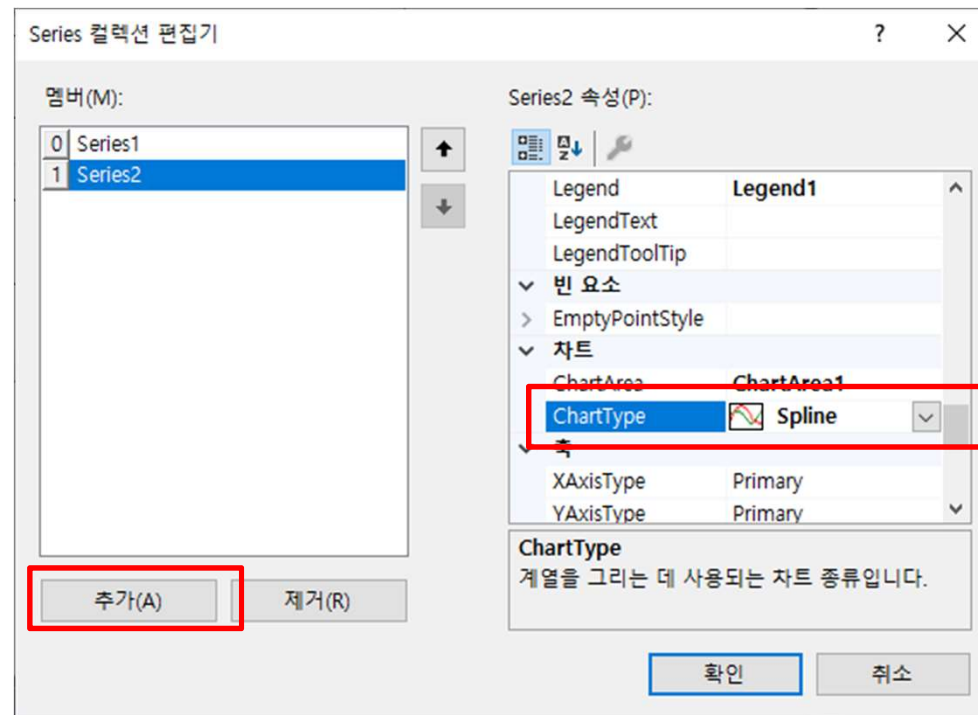 Series 컬렉션 편집기
멤버(M):
0 Series1
1 Series2
추가(A) 제거(R)
Series2 속성(P):
Legend Legend1
LegendText
LegendToolTip
빈 요소
EmptyPointStyle
차트
ChartArea ChartArea1
ChartType Spline
축
XAxisType Primary
YAxisType Primary
ChartType
계열을 그리는 데 사용되는 차트 종류입니다.
확인 취소